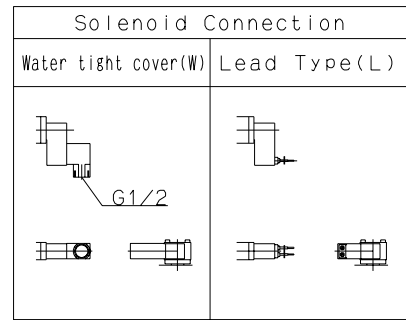 Solenoid Connection
Water tight cover(W)
Lead Type(L)
G1/2